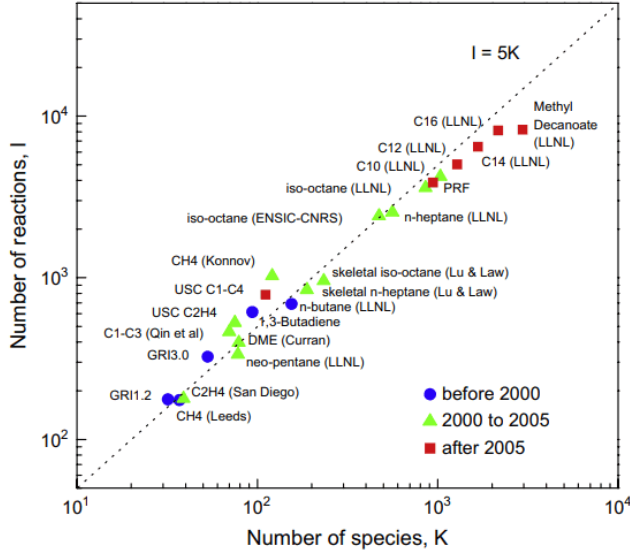 I = 5K
10^4
10^3
10^2
Number of reactions, I
C16 (LLNL)
Methyl
Decanoate
(LLNL)
C12 (LLNL)
C14 (LLNL)
C10 (LLNL)
iso-octane (LLNL)
PRF
iso-octane (ENSIC-CNRS)
n-heptane (LLNL)
CH4 (Konnov)
skeletal iso-octane (Lu & Law)
USC C1-C4
skeletal n-heptane (Lu & Law)
n-butane (LLNL)
USC C2H4
1,3-Butadiene
C1-C3 (Qin et al)
DME (Curran)
GRI3.0
neo-pentane (LLNL)
GRI1.2
C2H4 (San Diego)
CH4 (Leeds)
before 2000
2000 to 2005
after 2005
10^1 10^2 10^3 10^4
Number of species, K